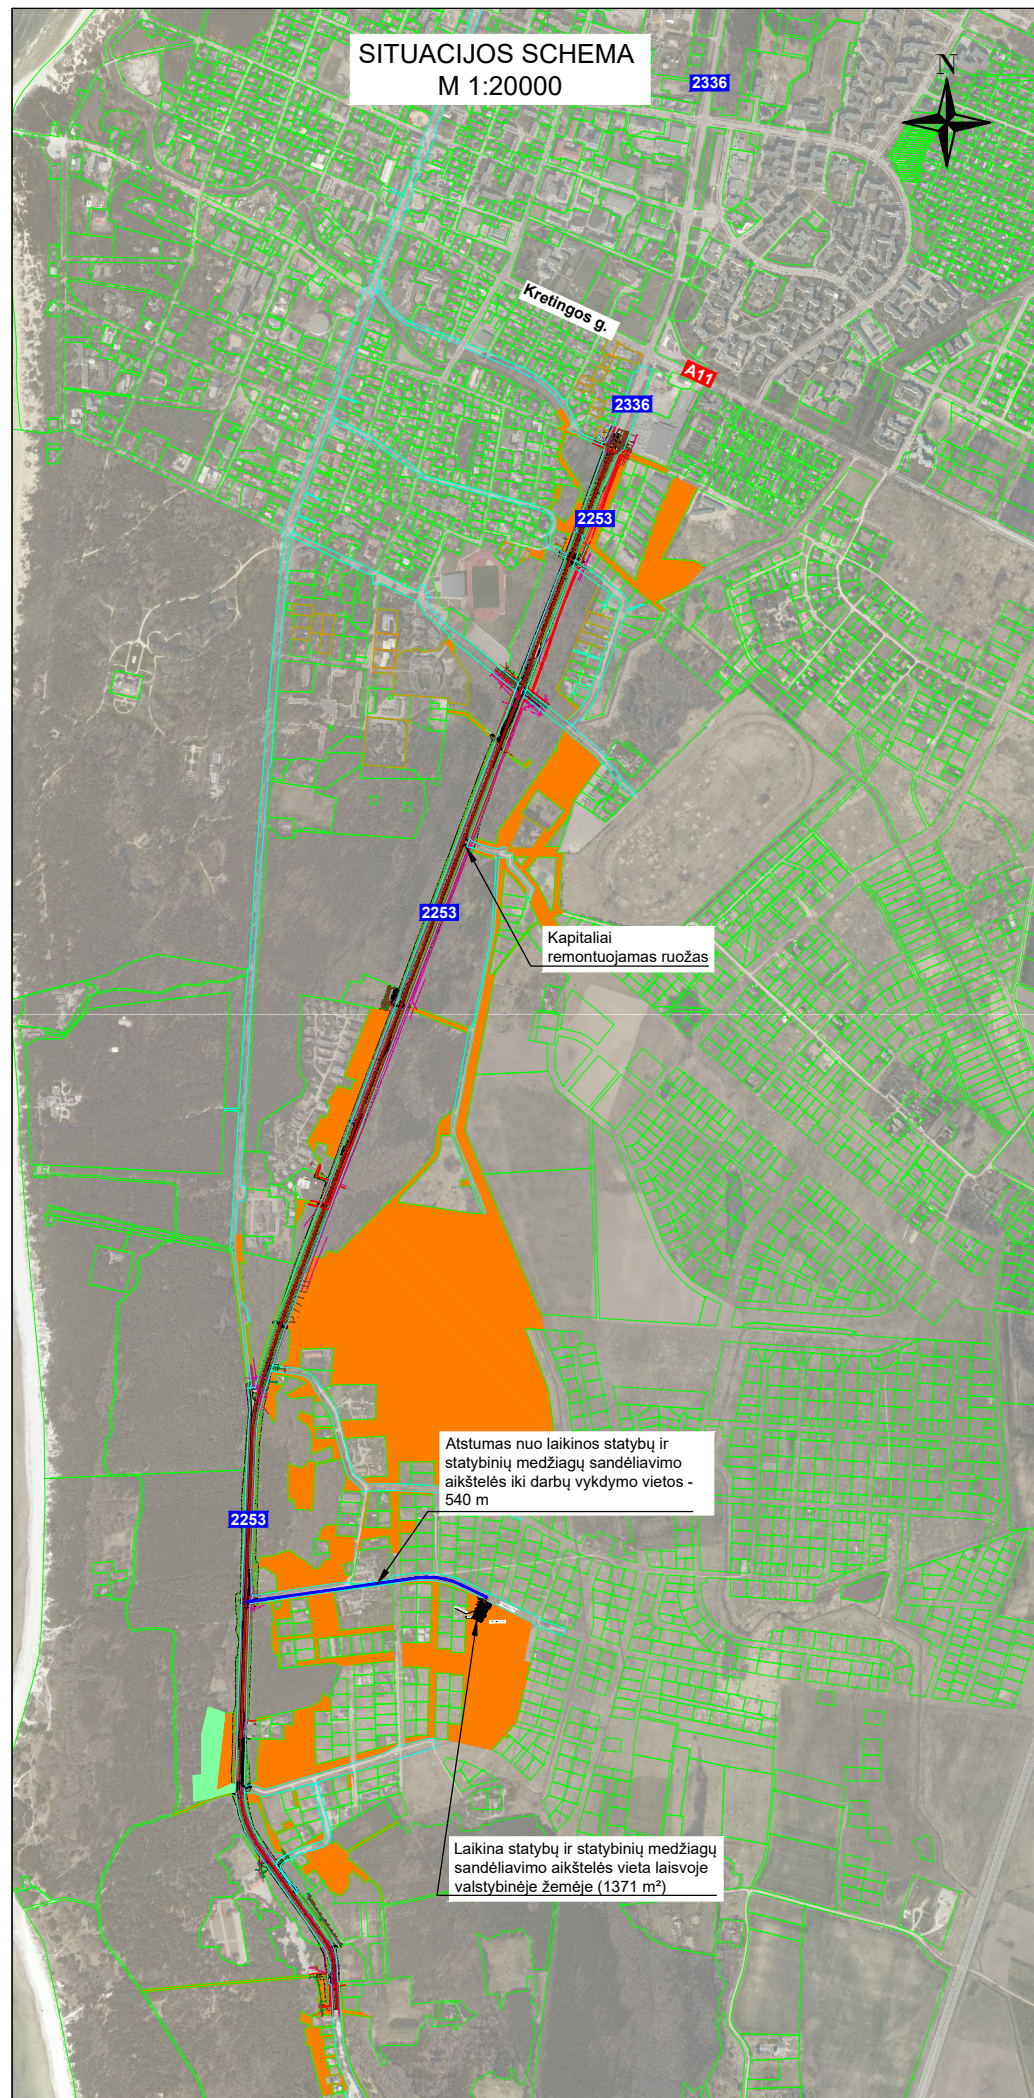 SITUACIJOS SCHEMA
M 1:20000
2336
N
Kretingos g.
A11
2336
2253
2253
Kapitaliai
remontuojamas ruožas
Atstumas nuo laikinos statybų ir
statybinių medžiagų sandėliavimo
aikštelės iki darbų vykdymo vietos -
540 m
2253
Laikina statybų ir statybinių medžiagų
sandėliavimo aikštelės vieta laisvoje
valstybinėje žemėje (1371 m²)